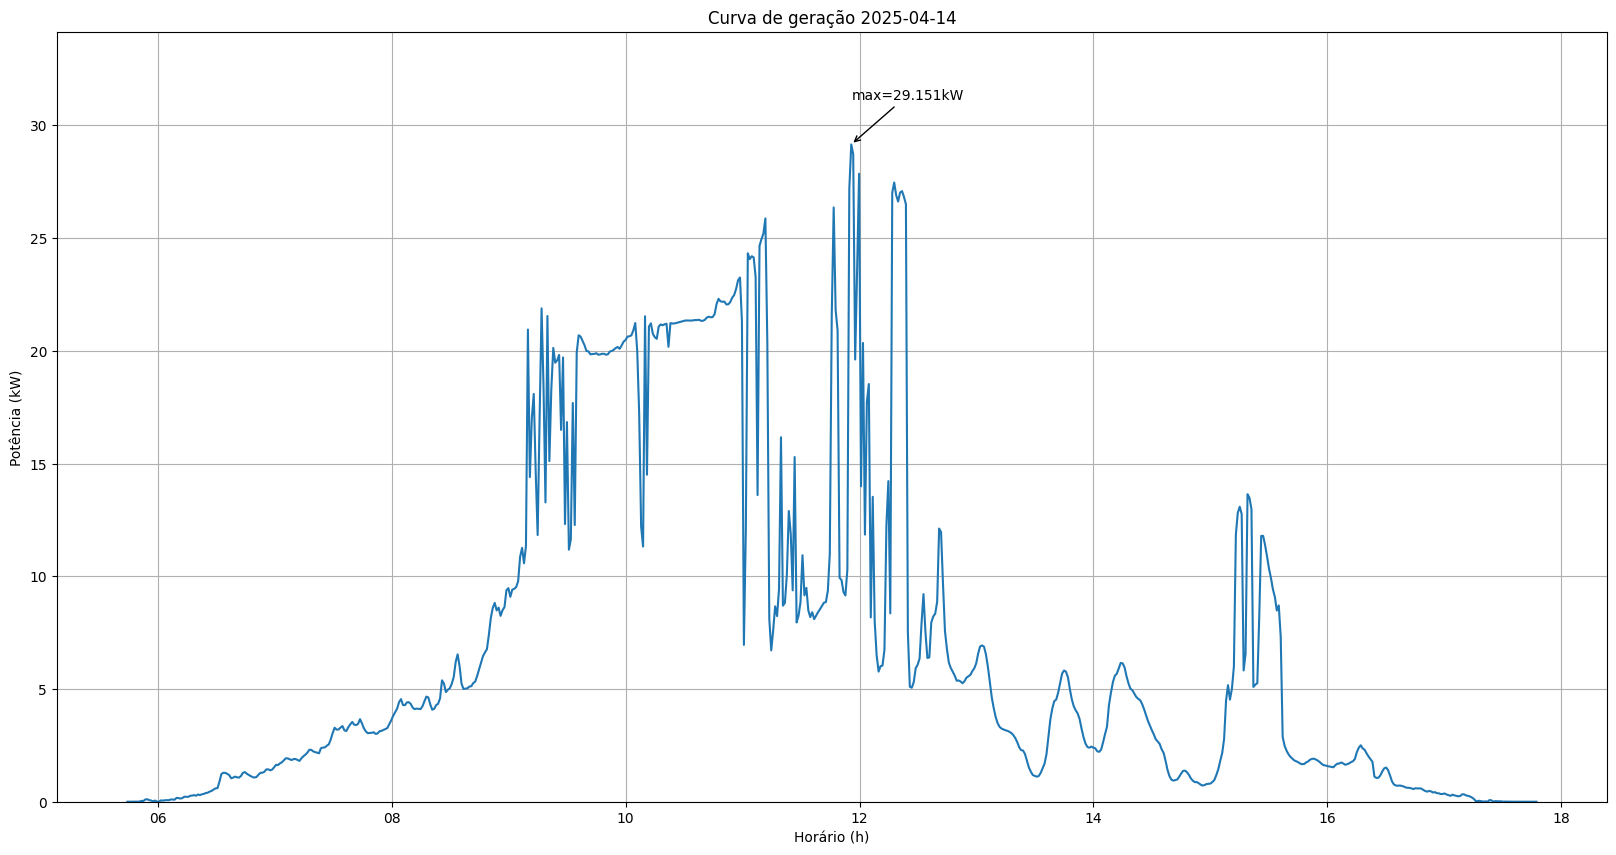 Curva de geração 2025-04-14
max=29.151kW
Potência (kW)
30
25
20
15
10
5
0
06 08 10 12 14 16 18
Horário (h)